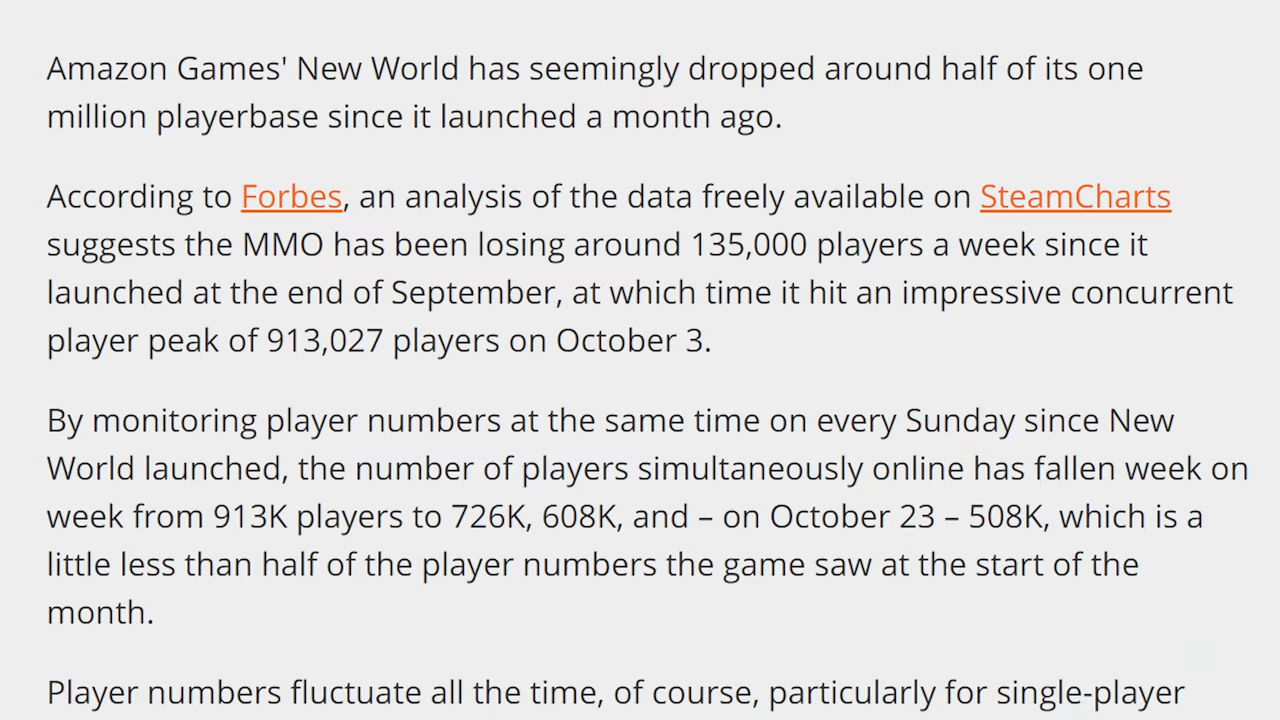 Amazon Games' New World has seemingly dropped around half of its one
million playerbase since it launched a month ago.
According to Forbes, an analysis of the data freely available on SteamCharts
suggests the MMO has been losing around 135,000 players a week since it
launched at the end of September, at which time it hit an impressive concurrent
player peak of 913,027 players on October 3.
By monitoring player numbers at the same time on every Sunday since New
World launched, the number of players simultaneously online has fallen week on
week from 913K players to 726K, 608K, and – on October 23 – 508K, which is a
little less than half of the player numbers the game saw at the start of the
month.
Player numbers fluctuate all the time, of course, particularly for single-player